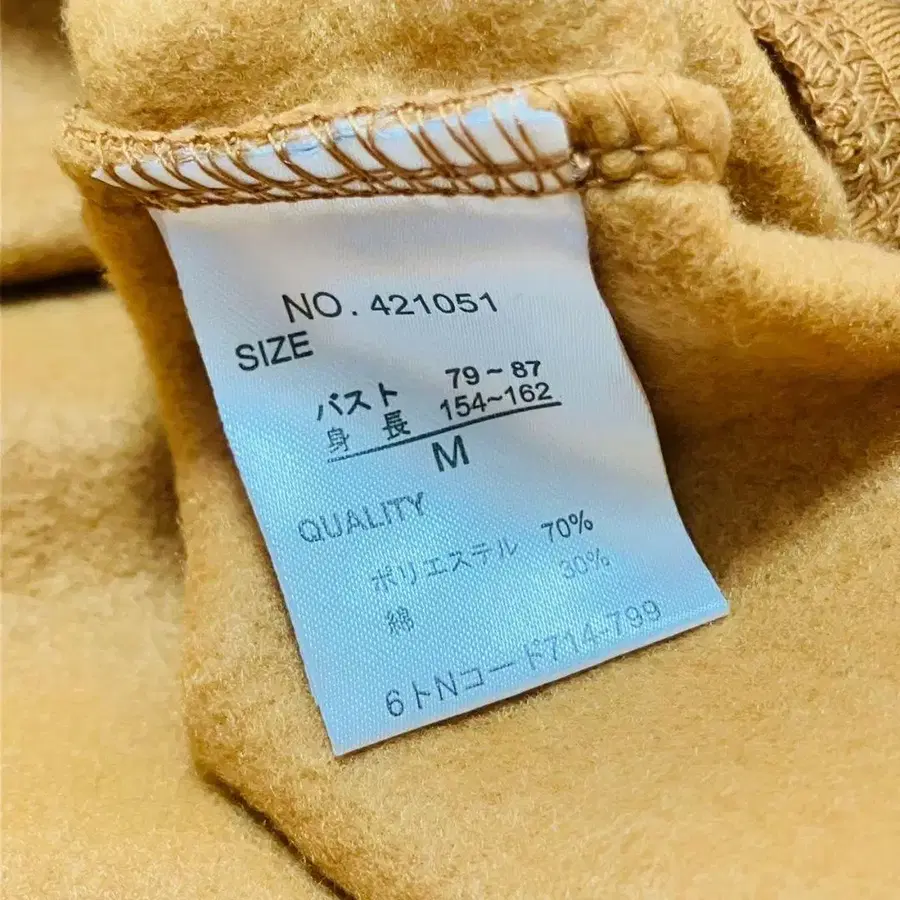 NO. 421051
SIZE
バスト 79~87
身長 154~162
M
QUALITY
ポリエステル 70%
綿 30%
6トNコード714-799